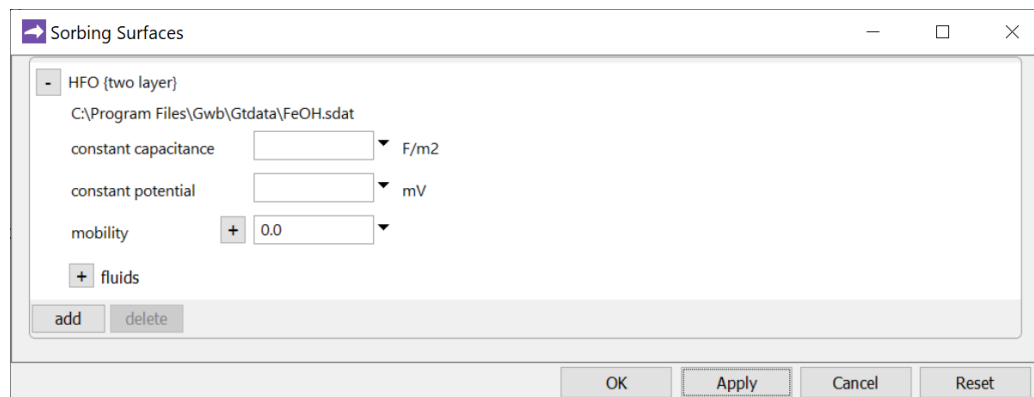 Sorbing Surfaces
- HFO {two layer}
C:\Program Files\Gwb\Gtdata\FeOH.sdat
constant capacitance F/m2
constant potential mV
mobility + 0.0
+ fluids
add delete
OK Apply Cancel Reset